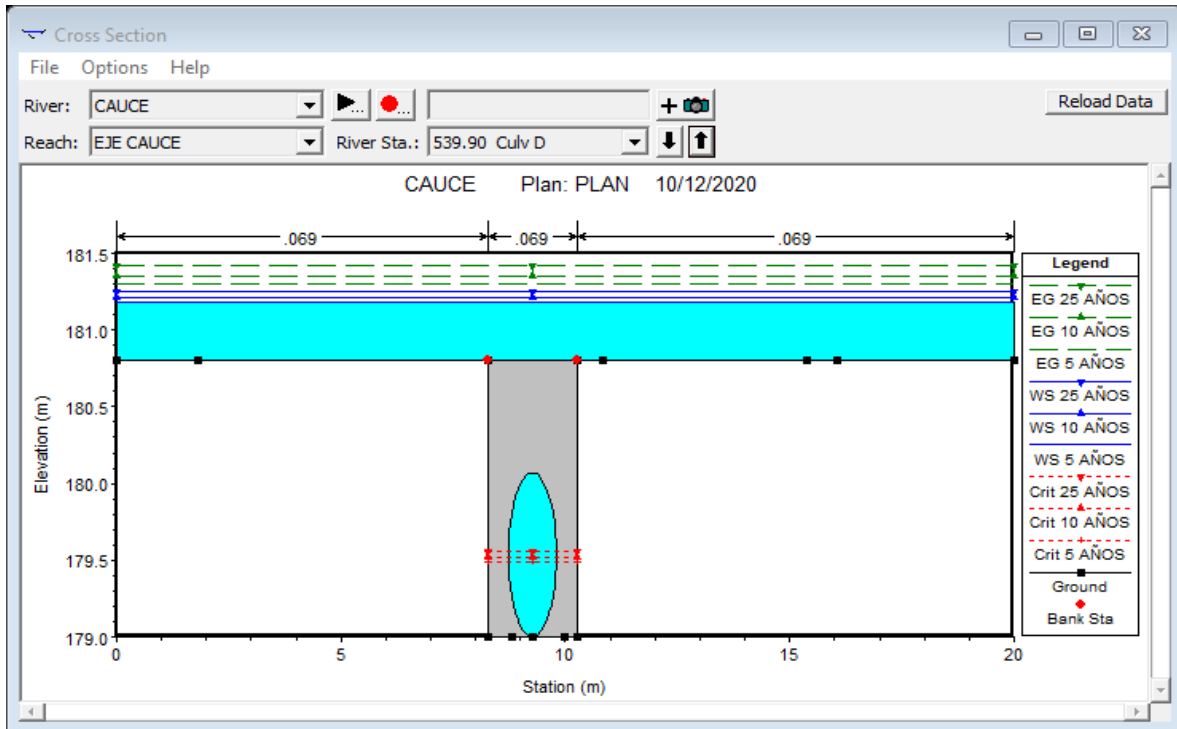 Cross Section
File Options Help
River: CAUCE ... ... + Reload Data
Reach: EJE CAUCE River Sta.: 539.90 Culv D
CAUCE Plan: PLAN 10/12/2020
.069 .069 .069
181.5
181.0
180.5
180.0
179.5
179.0
Elevation (m)
0 5 10 15 20
Station (m)
Legend
EG 25 AÑOS
EG 10 AÑOS
EG 5 AÑOS
WS 25 AÑOS
WS 10 AÑOS
WS 5 AÑOS
Crit 25 AÑOS
Crit 10 AÑOS
Crit 5 AÑOS
Ground
Bank Sta